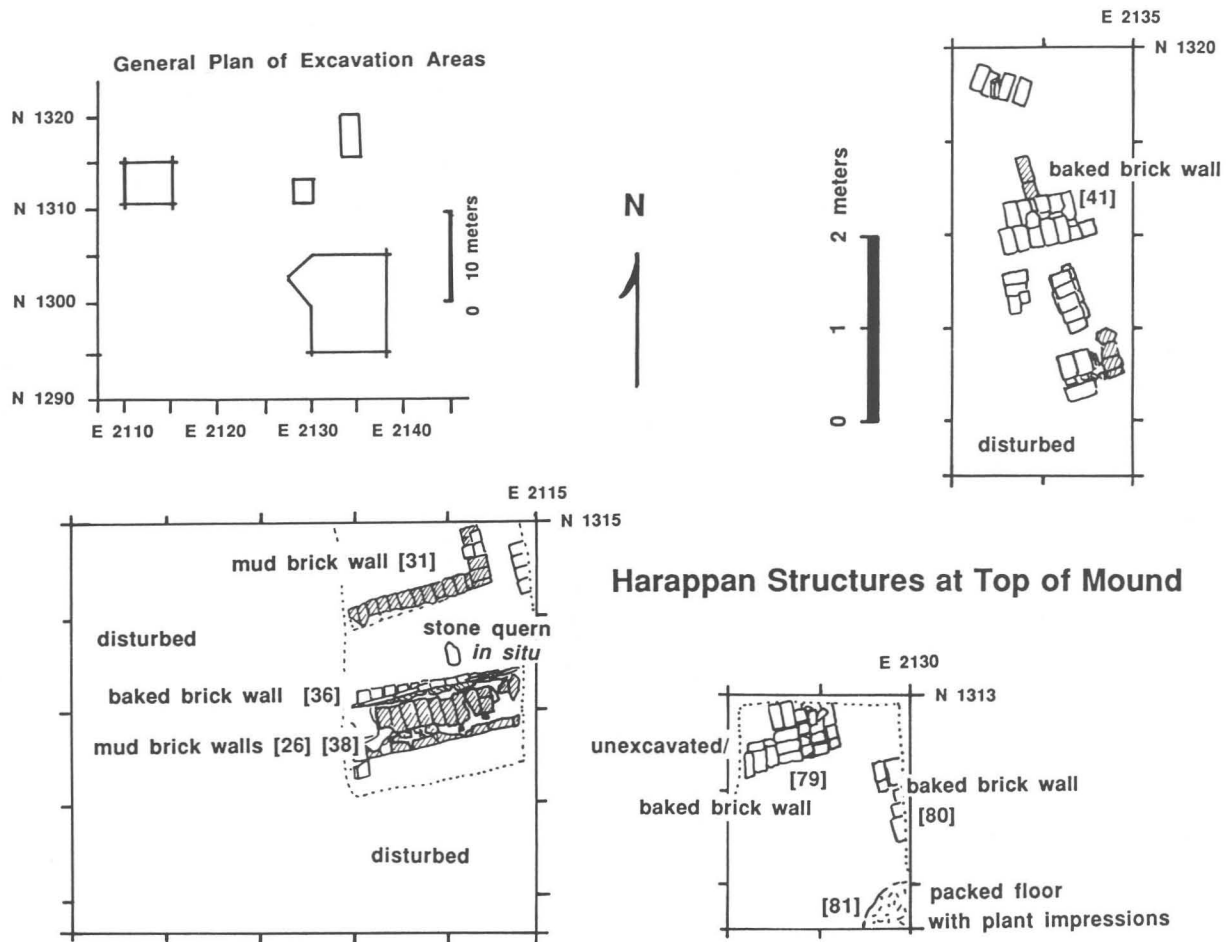 General Plan of Excavation Areas
N 1320
N 1310
N 1300
N 1290
E 2110 E 2120 E 2130 E 2140
0 10 meters
N
0 1 2 meters
E 2135
N 1320
baked brick wall
[41]
disturbed
E 2115
N 1315
mud brick wall [31]
disturbed
stone quern
in situ
baked brick wall [36]
mud brick walls [26] [38]
disturbed
Harappan Structures at Top of Mound
E 2130
N 1313
unexcavated/
[79]
baked brick wall
baked brick wall
[80]
[81]
packed floor
with plant impressions